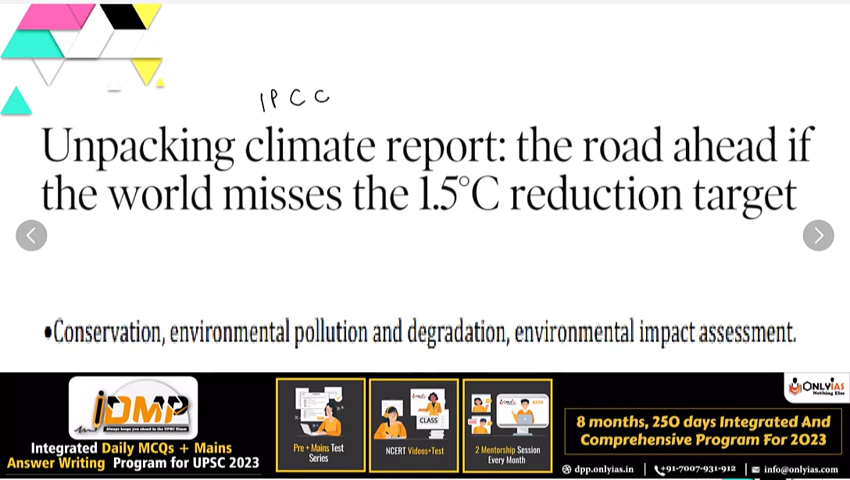 IPCC
Unpacking climate report: the road ahead if
the world misses the 1.5°C reduction target
•Conservation, environmental pollution and degradation, environmental impact assessment.
iDMP
Integrated Daily MCQs + Mains
Answer Writing Program for UPSC 2023
Pre + Mains Test
Series
CLASS
NCERT Videos+Test
2 Mentorship Session
Every Month
ONLYIAS
Nothing Else
8 months, 250 days Integrated And
Comprehensive Program For 2023
dpp.onlyias.in | +91-7007-931-912 | info@onlyias.com